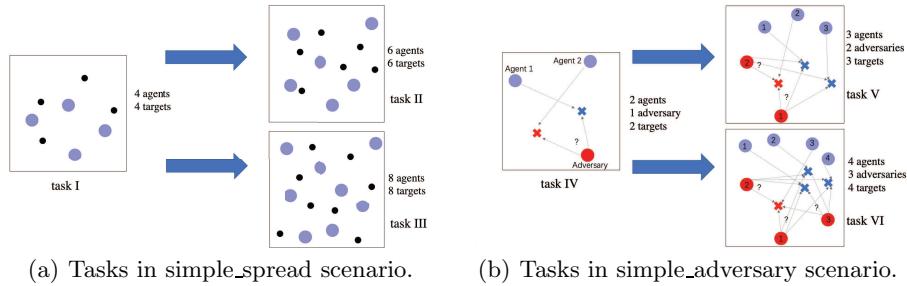 4 agents
4 targets
task I
6 agents
6 targets
task II
8 agents
8 targets
task III
(a) Tasks in simple_spread scenario.
Agent 1
Agent 2
?
Adversary
2 agents
1 adversary
2 targets
task IV
1
2
3
2
?
?
1
3 agents
2 adversaries
3 targets
task V
1
2
3
4
2
?
?
?
3
1
4 agents
3 adversaries
4 targets
task VI
(b) Tasks in simple_adversary scenario.